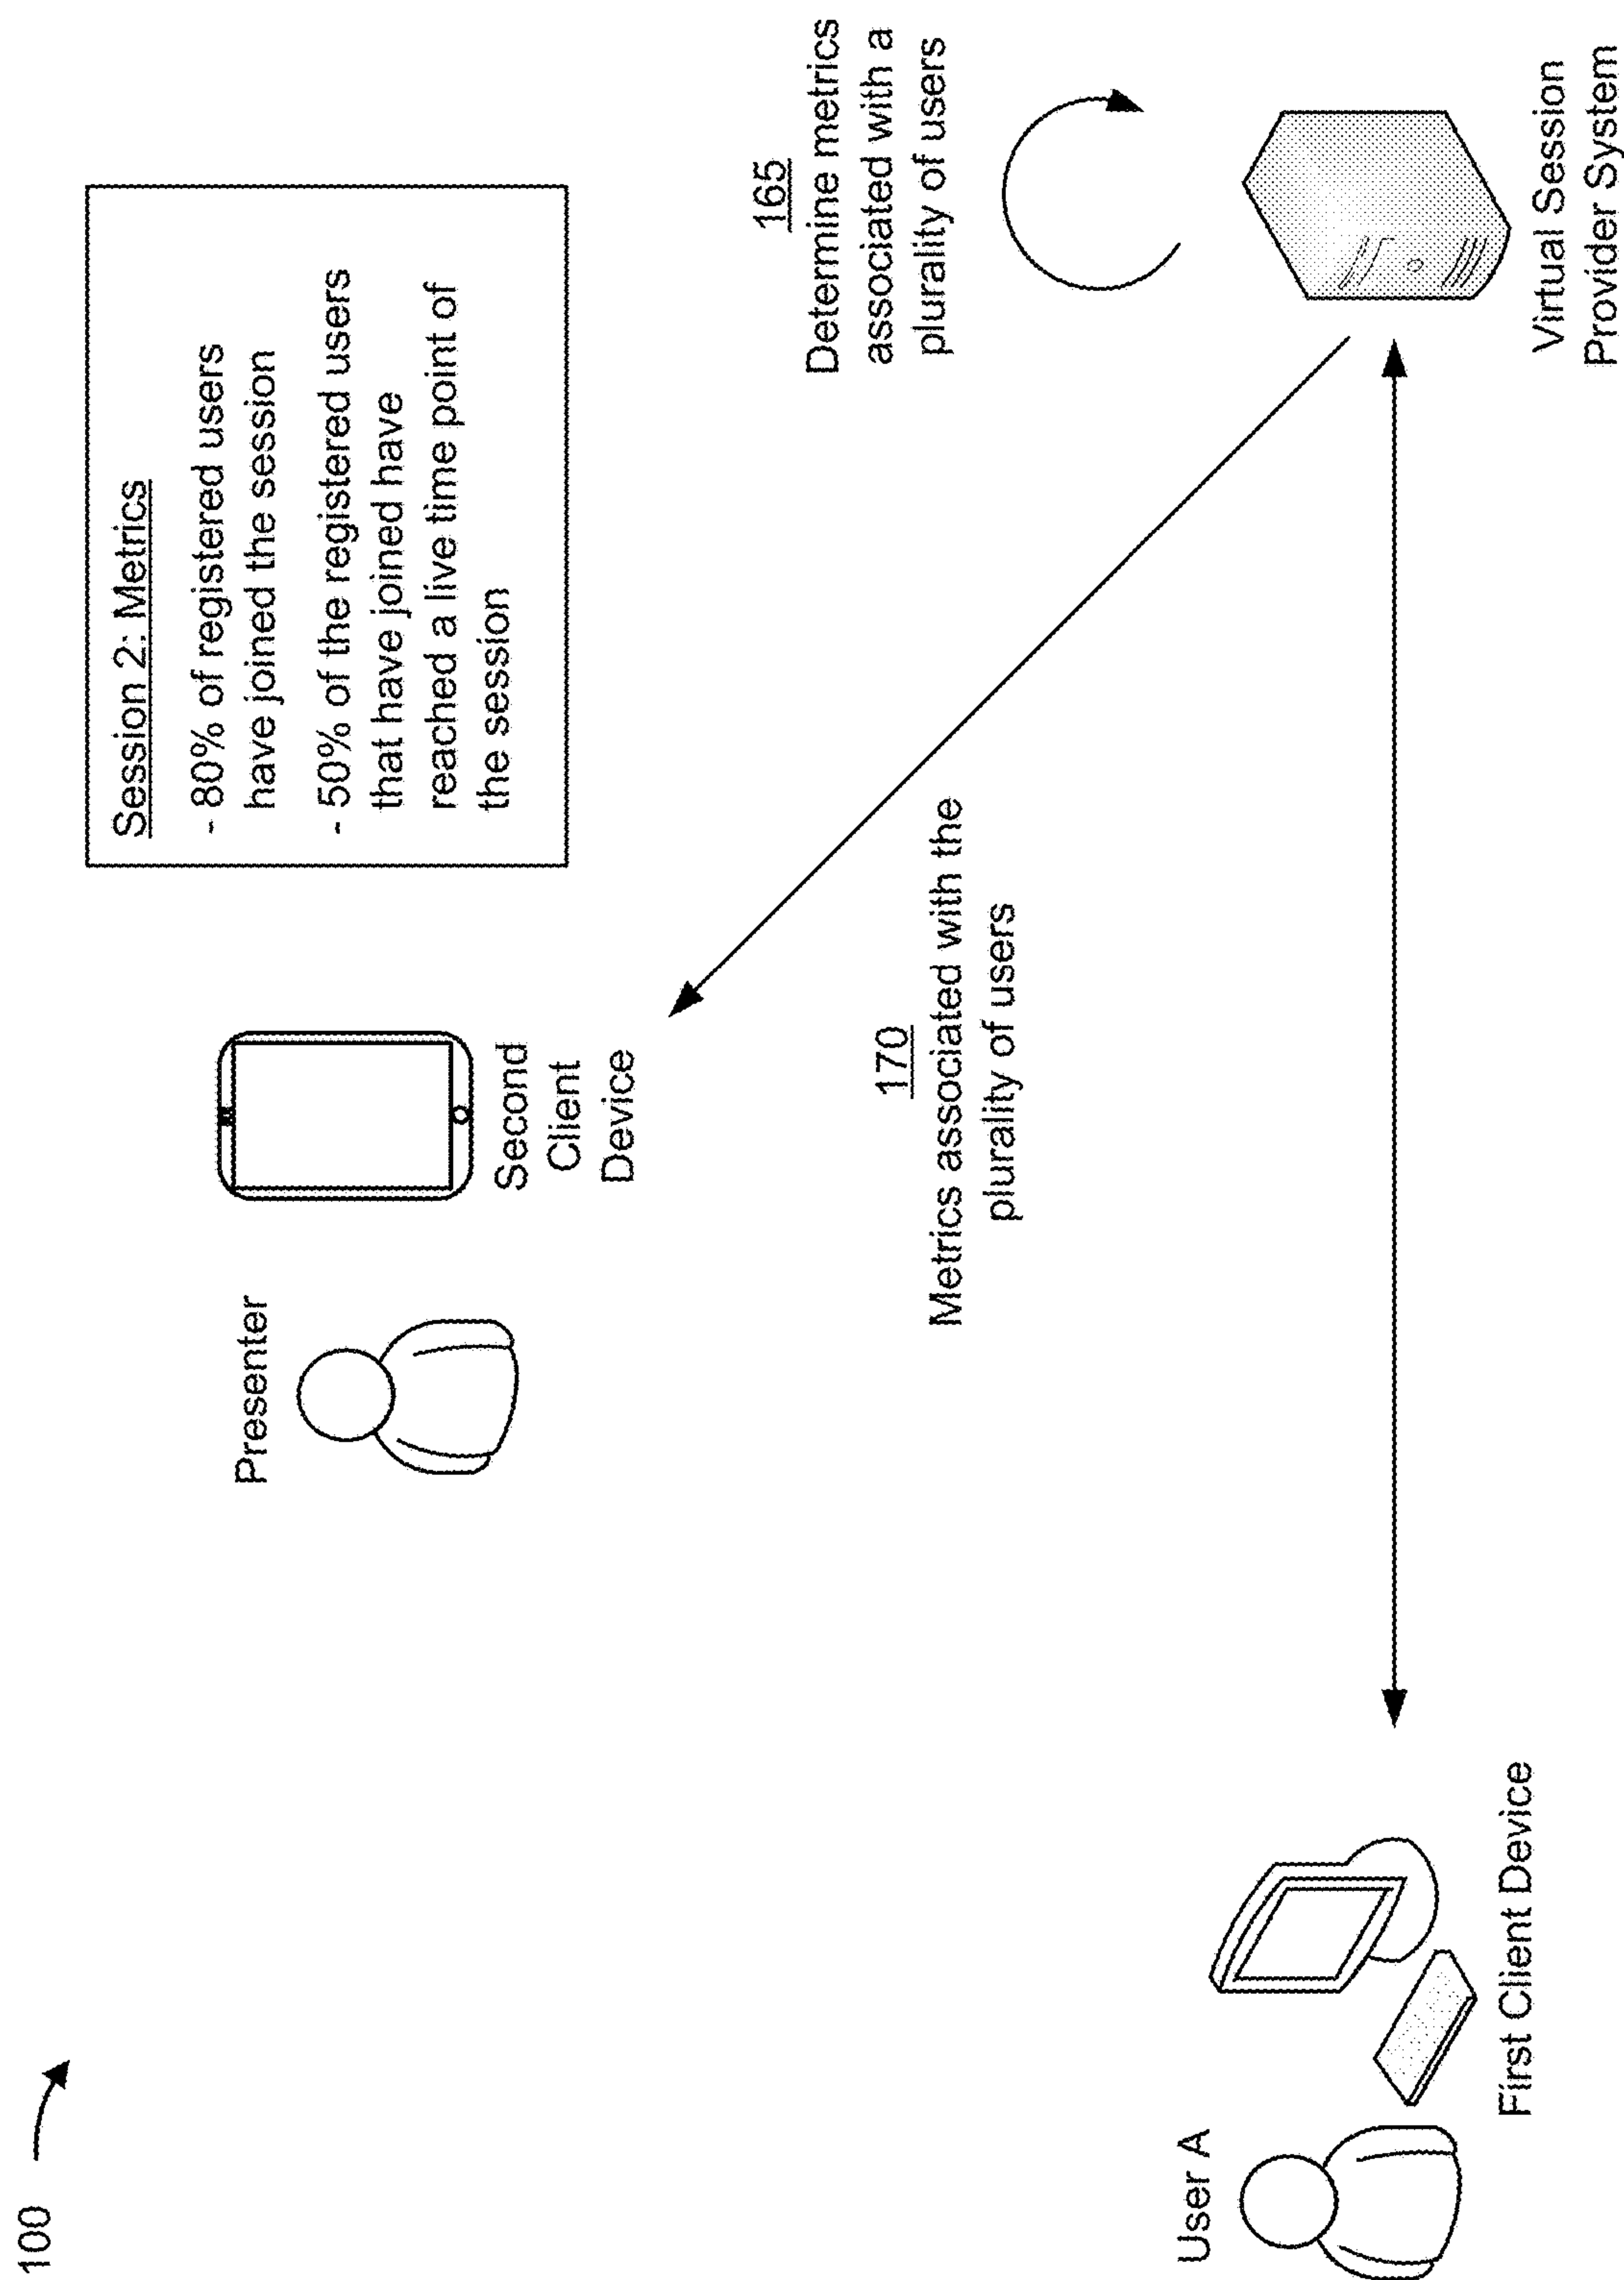 100
Presenter
Second
Client
Device
Session 2: Metrics
- 80% of registered users
have joined the session
- 50% of the registered users
that have joined have
reached a live time point of
the session
170
Metrics associated with the
plurality of users
165
Determine metrics
associated with a
plurality of users
User A
First Client Device
Virtual Session
Provider System